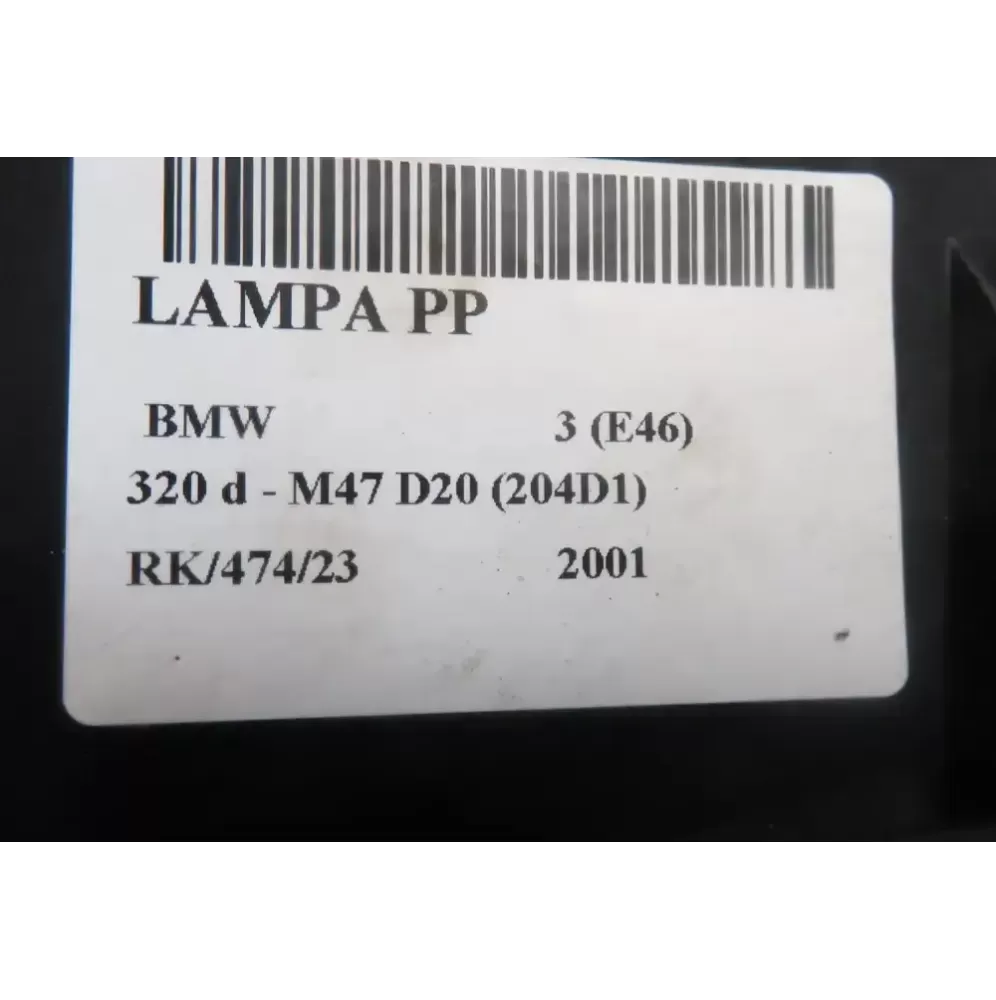 LAMPA PP
BMW 3 (E46)
320 d - M47 D20 (204D1)
RK/474/23 2001